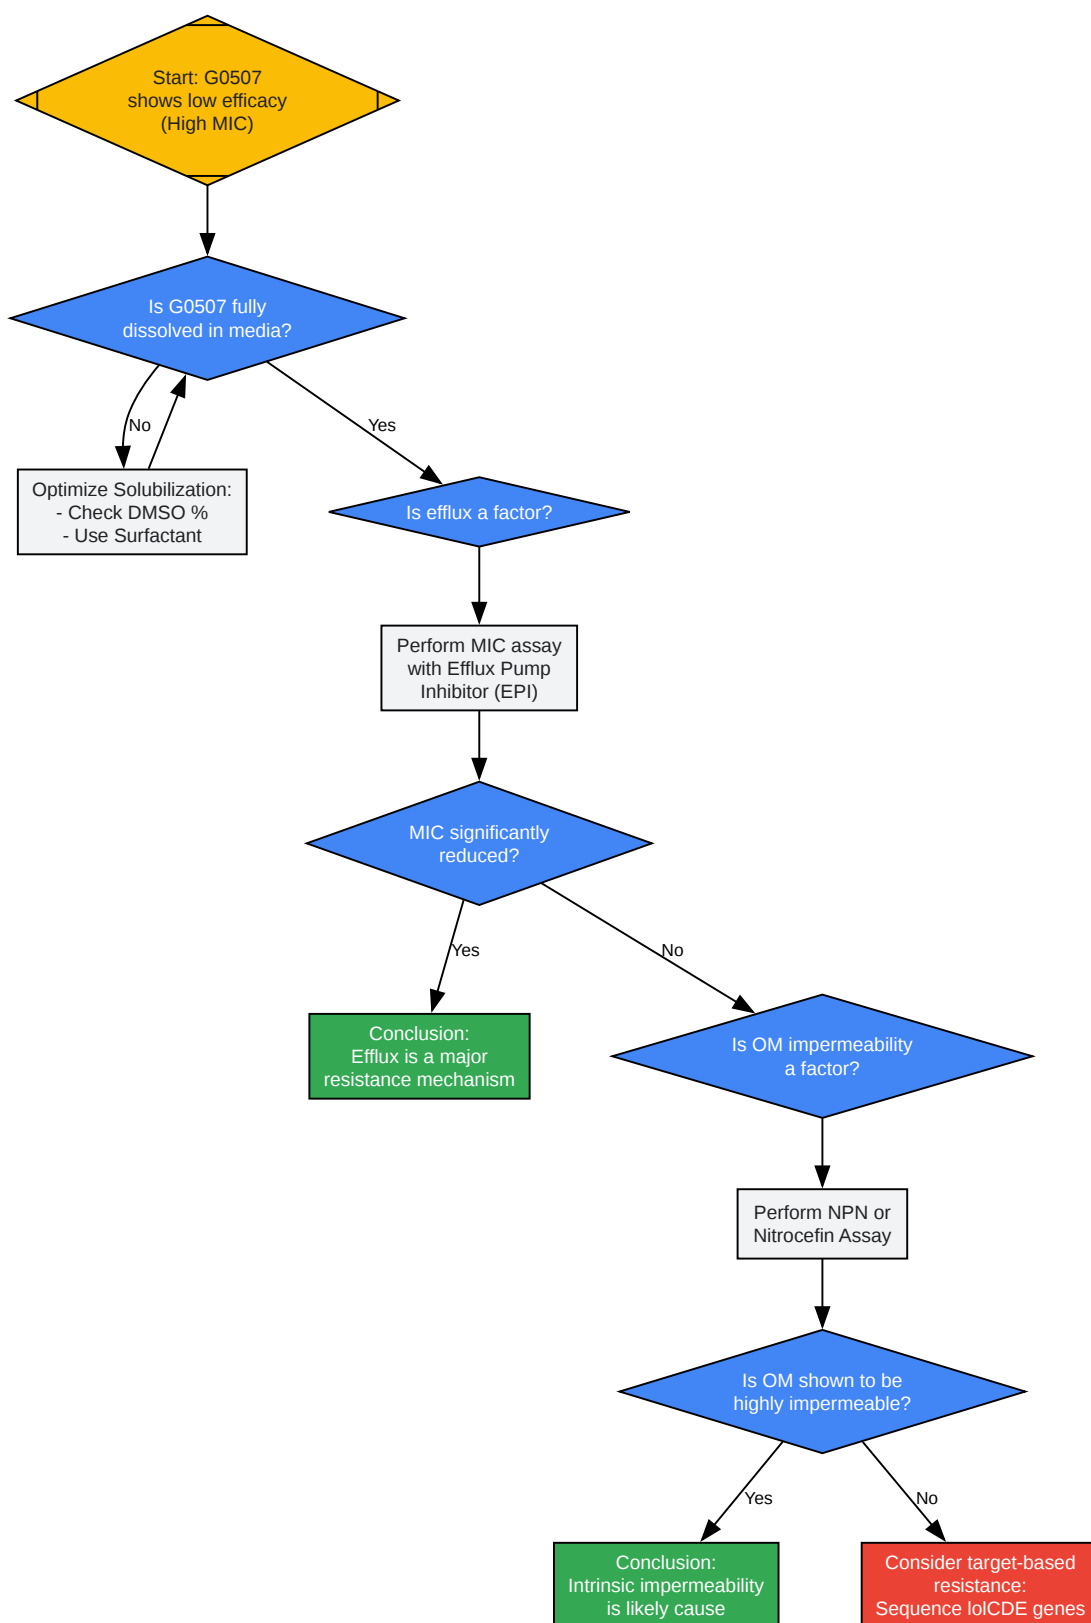 Start: G0507
shows low efficacy
(High MIC)
Is G0507 fully
dissolved in media?
No
Yes
Optimize Solubilization:
- Check DMSO %
- Use Surfactant
Is efflux a factor?
Perform MIC assay
with Efflux Pump
Inhibitor (EPI)
MIC significantly
reduced?
Yes
No
Conclusion:
Efflux is a major
resistance mechanism
Is OM impermeability
a factor?
Perform NPN or
Nitrocefin Assay
Is OM shown to be
highly impermeable?
Yes
No
Conclusion:
Intrinsic impermeability
is likely cause
Consider target-based
resistance:
Sequence lolCDE genes